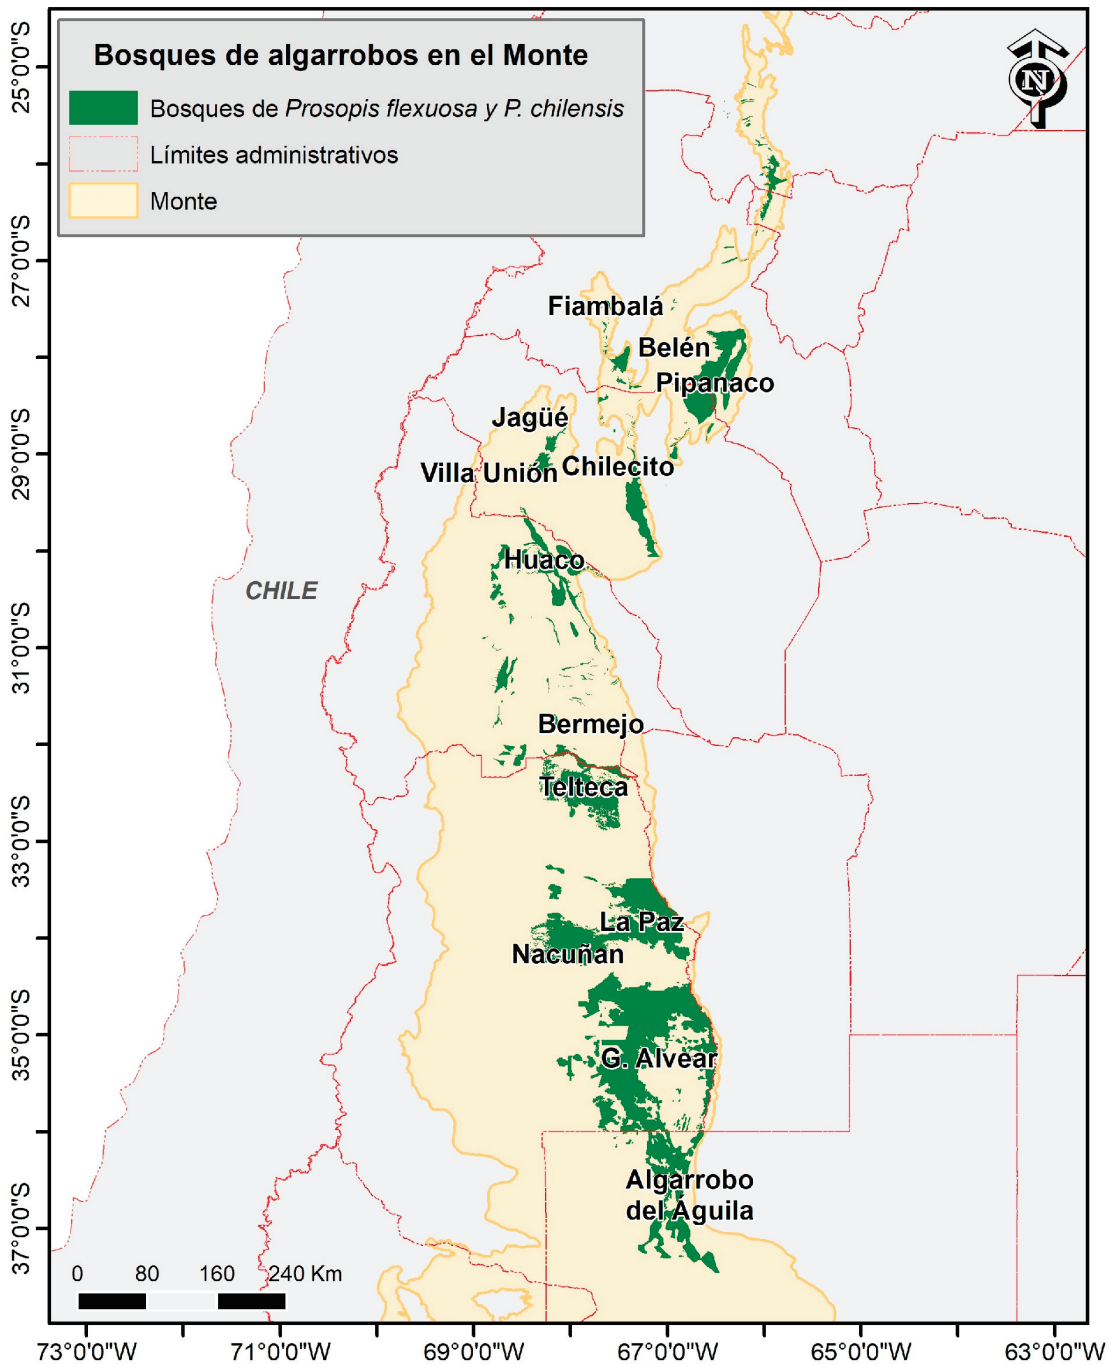 Bosques de algarrobos en el Monte
Bosques de Prosopis flexuosa y P. chilensis
Límites administrativos
Monte
N
25°0'0"S
27°0'0"S
29°0'0"S
31°0'0"S
33°0'0"S
35°0'0"S
37°0'0"S
Fiambalá
Belén
Pipanaco
Jagüé
Villa Unión
Chilecito
Huaco
CHILE
Bermejo
Telteca
La Paz
Nacuñan
G. Alvear
Algarrobo
del Águila
0 80 160 240 Km
73°0'0"W 71°0'0"W 69°0'0"W 67°0'0"W 65°0'0"W 63°0'0"W